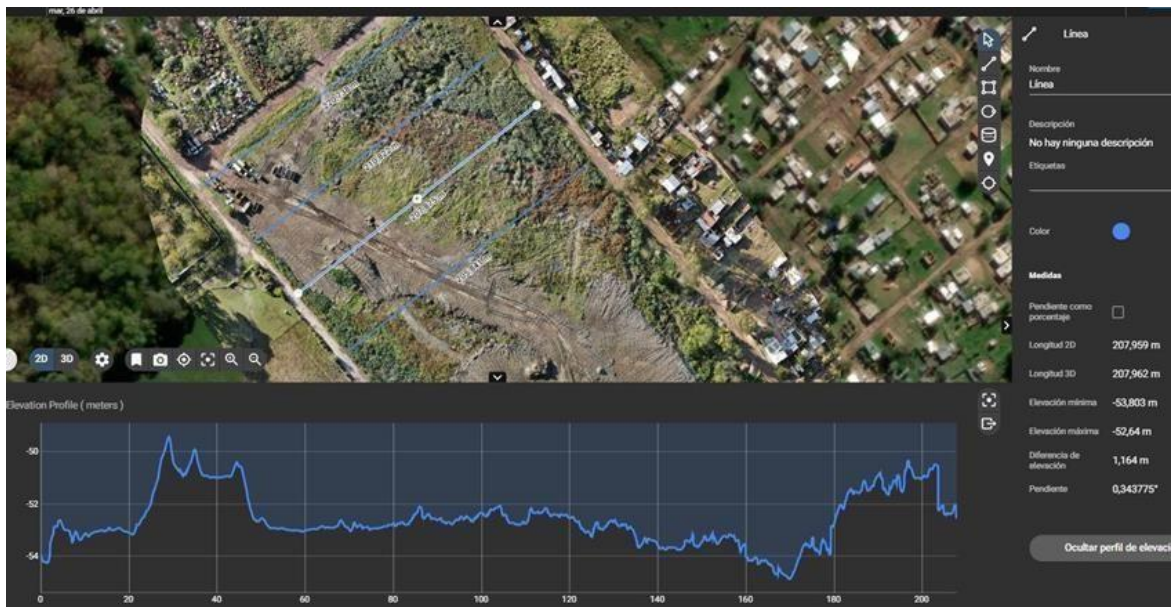 mar, 26 de abril
Línea
Nombre
Línea
Descripción
No hay ninguna descripción
Etiquetas
Color
Medidas
Pendiente como
porcentaje
Longitud 2D 207,959 m
Longitud 3D 207,962 m
Elevación mínima -53,803 m
Elevación máxima -52,64 m
Diferencia de
elevación 1,164 m
Pendiente 0,343775°
Ocultar perfil de elevaci
2D 3D
Elevation Profile ( meters )
-50
-52
-54
0 20 40 60 80 100 120 140 160 180 200